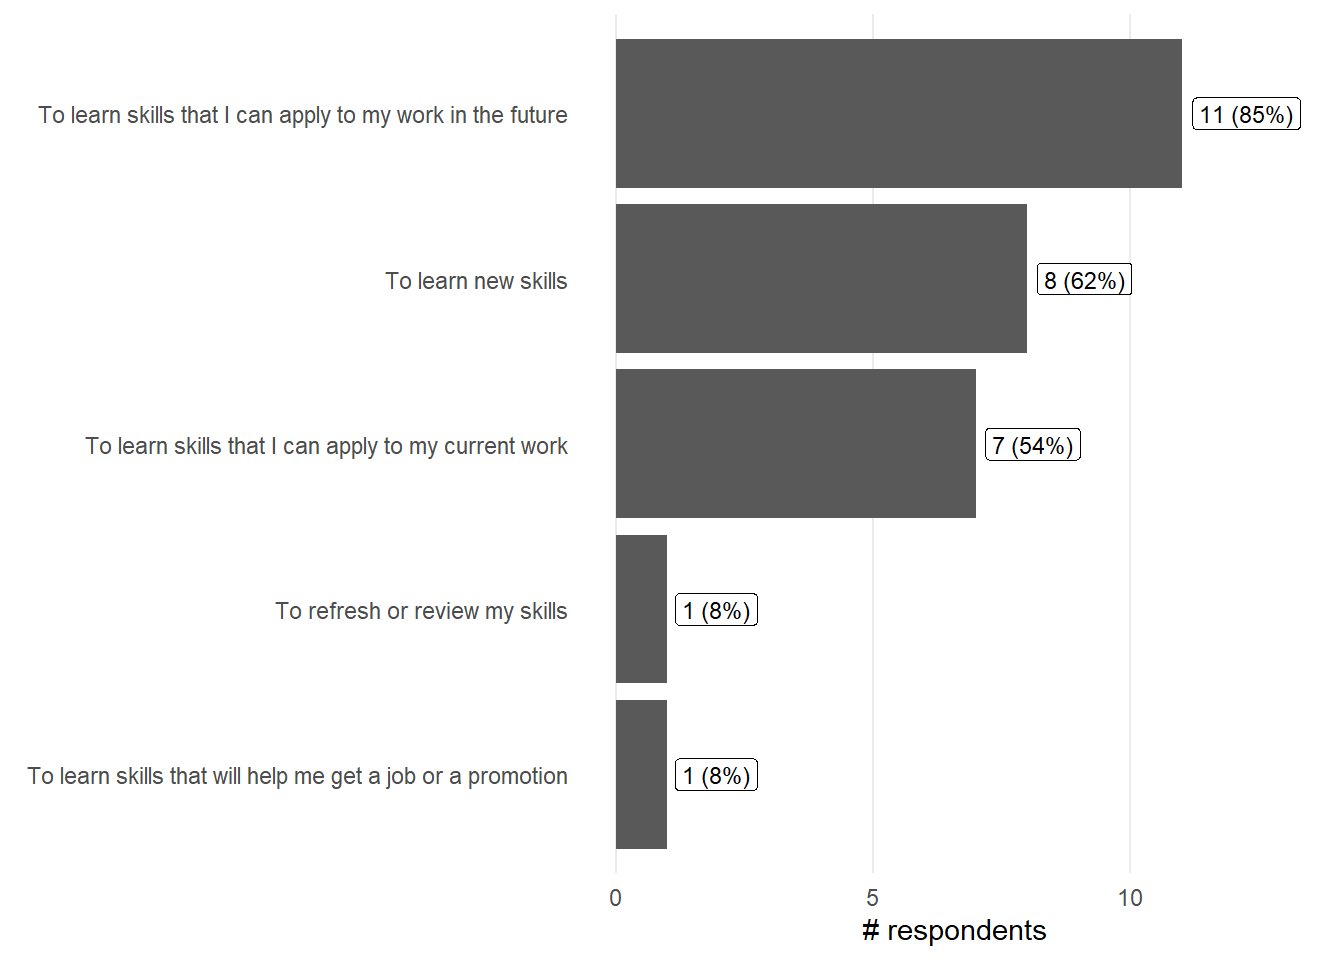 To learn skills that I can apply to my work in the future
11 (85%)
To learn new skills
8 (62%)
To learn skills that I can apply to my current work
7 (54%)
To refresh or review my skills
1 (8%)
To learn skills that will help me get a job or a promotion
1 (8%)
0 5 10
# respondents